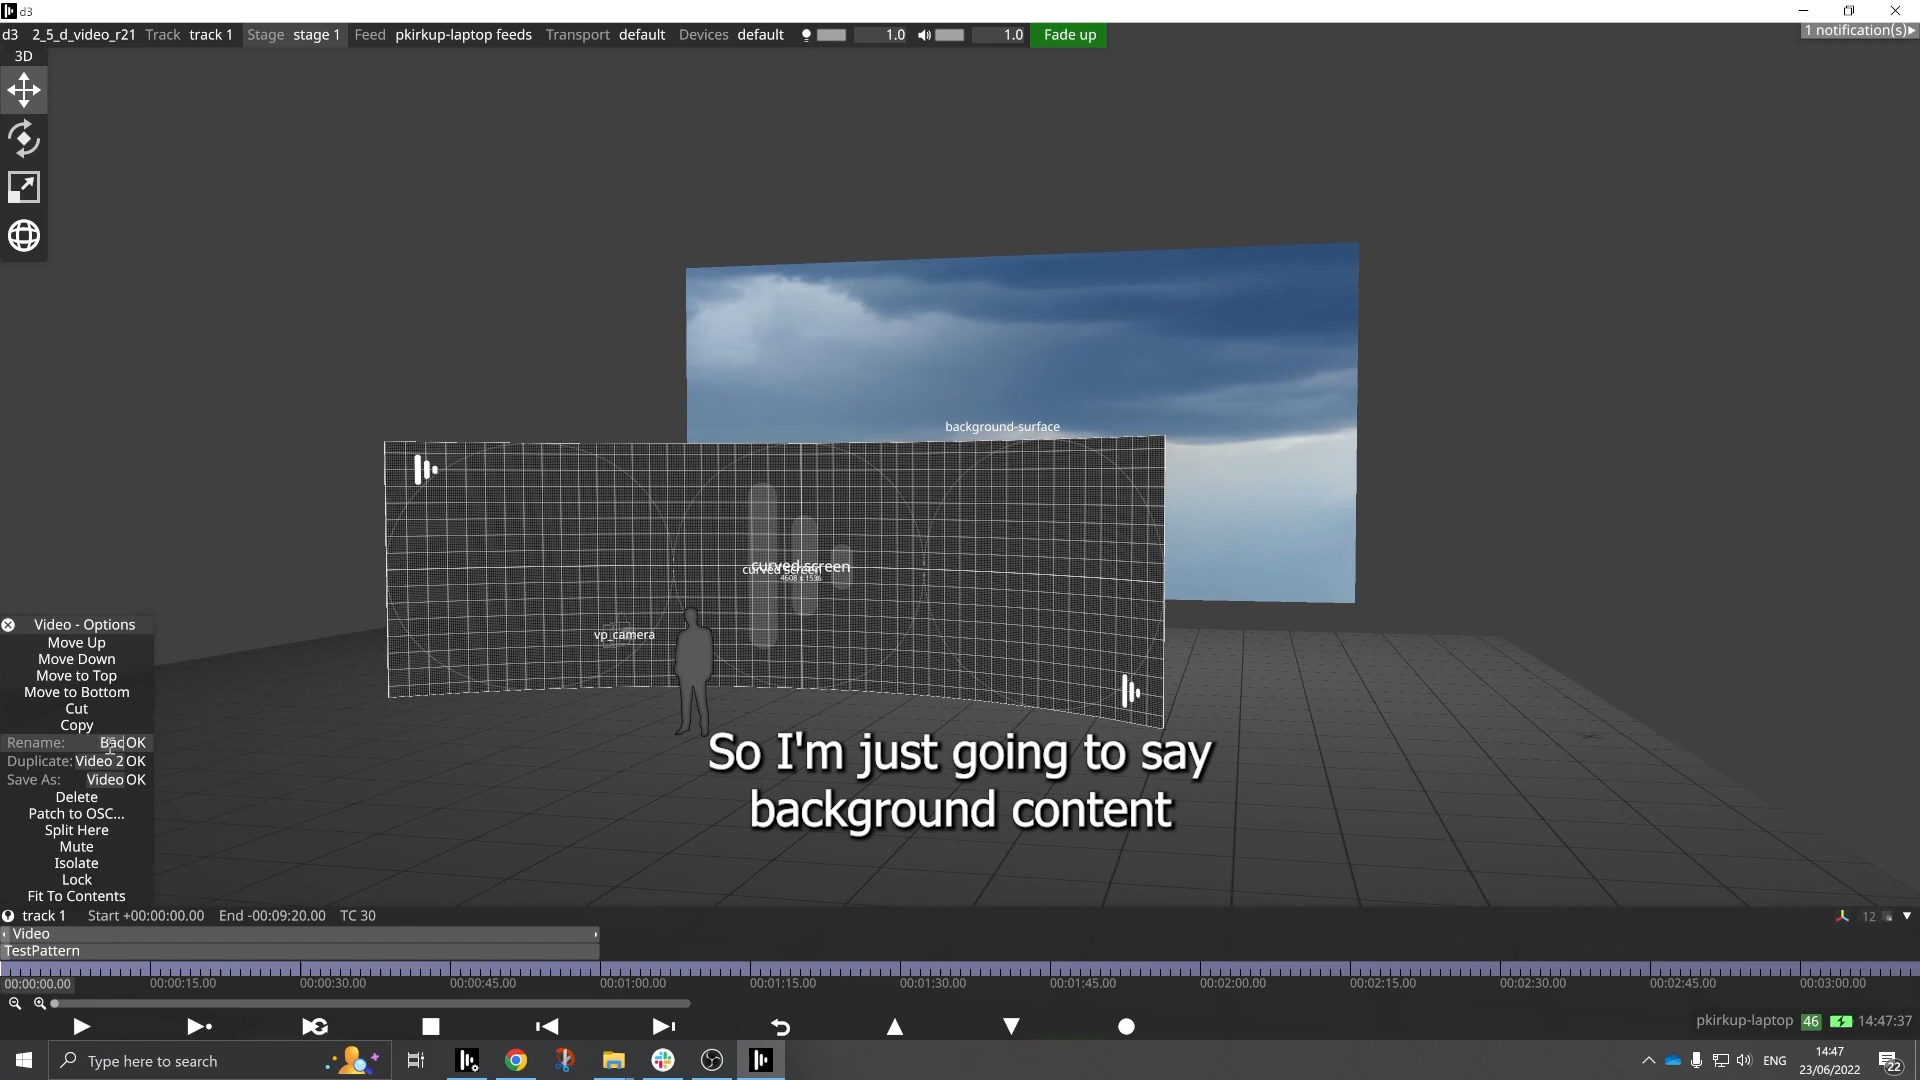 d3
d3 2_5_d_video_r21 Track track 1 Stage stage 1 Feed pkirkup-laptop feeds Transport default Devices default 1.0 1.0 Fade up
1 notification(s)
3D
background-surface
curved screen
curved screen
4608 x 1536
vp_camera
So I'm just going to say
background content
Video - Options
Move Up
Move Down
Move to Top
Move to Bottom
Cut
Copy
Rename: Bac OK
Duplicate: Video 2 OK
Save As: Video OK
Delete
Patch to OSC...
Split Here
Mute
Isolate
Lock
Fit To Contents
track 1 Start +00:00:00.00 End -00:09:20.00 TC 30 12
Video
TestPattern
00:00:00.00 00:00:15.00 00:00:30.00 00:00:45.00 00:01:00.00 00:01:15.00 00:01:30.00 00:01:45.00 00:02:00.00 00:02:15.00 00:02:30.00 00:02:45.00 00:03:00.00
pkirkup-laptop 46 14:47:37
Type here to search
ENG
14:47
23/06/2022
22